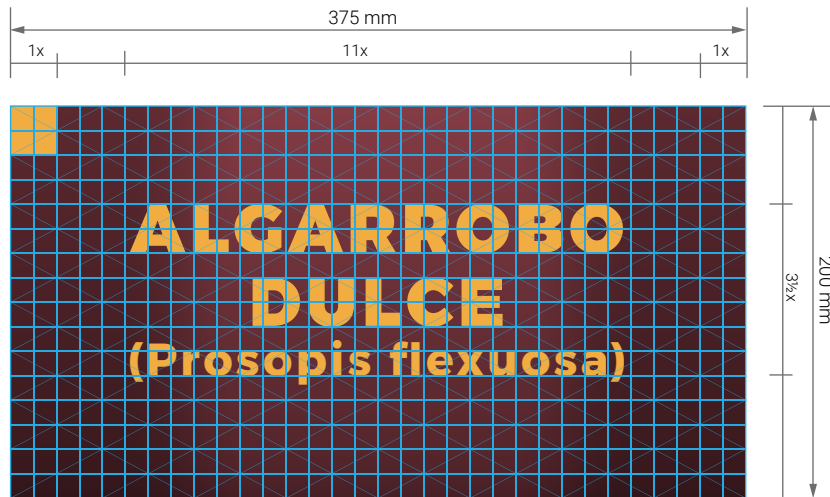 375 mm
1x 11x 1x
ALGARROBO
DULCE
(Prosopis flexuosa)
3½x
200 mm